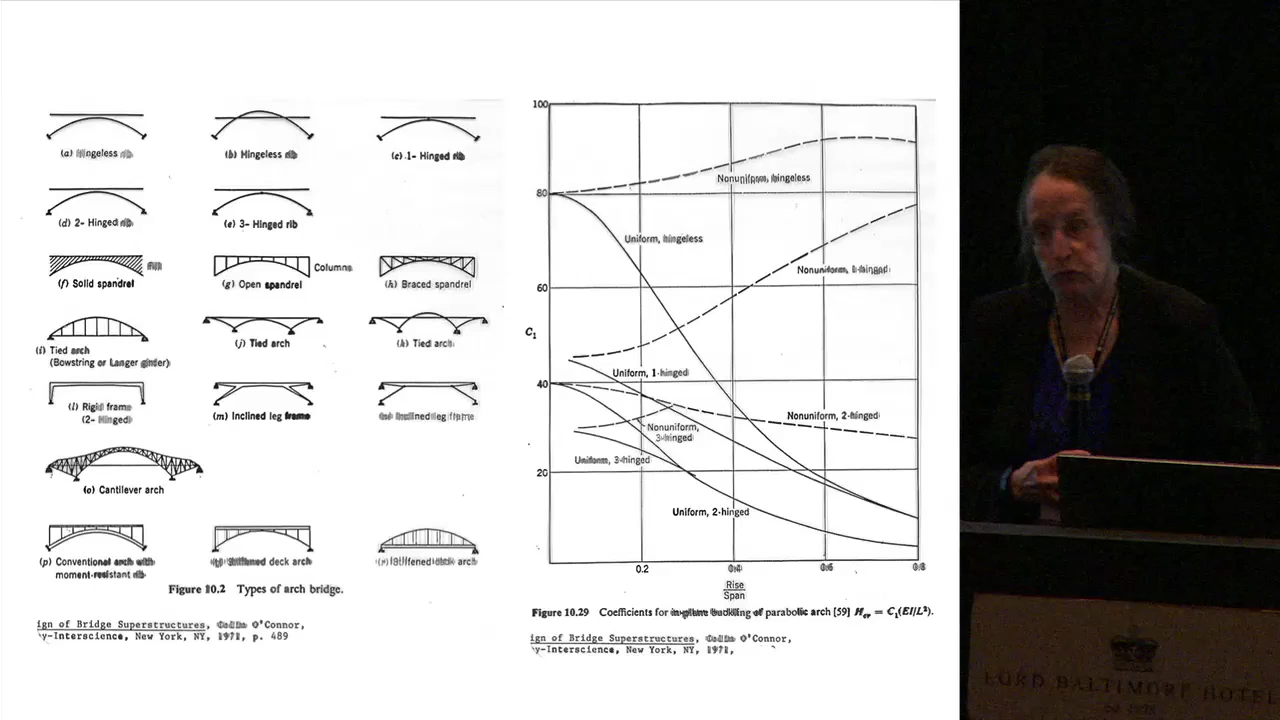 (a) Hingeless rib
(b) Hingeless rib
(c) 1- Hinged rib
(d) 2- Hinged rib
(e) 3- Hinged rib
(f) Solid spandrel
Fill
(g) Open spandrel
Columns
(h) Braced spandrel
(i) Tied arch
(Bowstring or Langer girder)
(j) Tied arch
(k) Tied arch
(l) Rigid frame
(2- Hinged)
(m) Inclined leg frame
Inclined leg frame
(o) Cantilever arch
(p) Conventional arch with
moment-resistant rib
Stiffened deck arch
arch
Figure 10.2 Types of arch bridge.
ign of Bridge Superstructures, O'Connor,
y-Interscience, New York, NY, 1971, p. 489
100
80
60
C1
40
20
0.2
0.4
0.6
0.8
Rise
Span
Nonuniform, hingeless
Uniform, hingeless
Nonuniform, 1-hinged
Uniform, 1-hinged
Nonuniform, 2-hinged
Nonuniform,
3-hinged
Uniform, 3-hinged
Uniform, 2-hinged
Figure 10.29 Coefficients for in-plane buckling of parabolic arch [59] Hcr = C1(EI/L²).
ign of Bridge Superstructures, O'Connor,
y-Interscience, New York, NY, 1971,
LORD BALTIMORE HOTEL